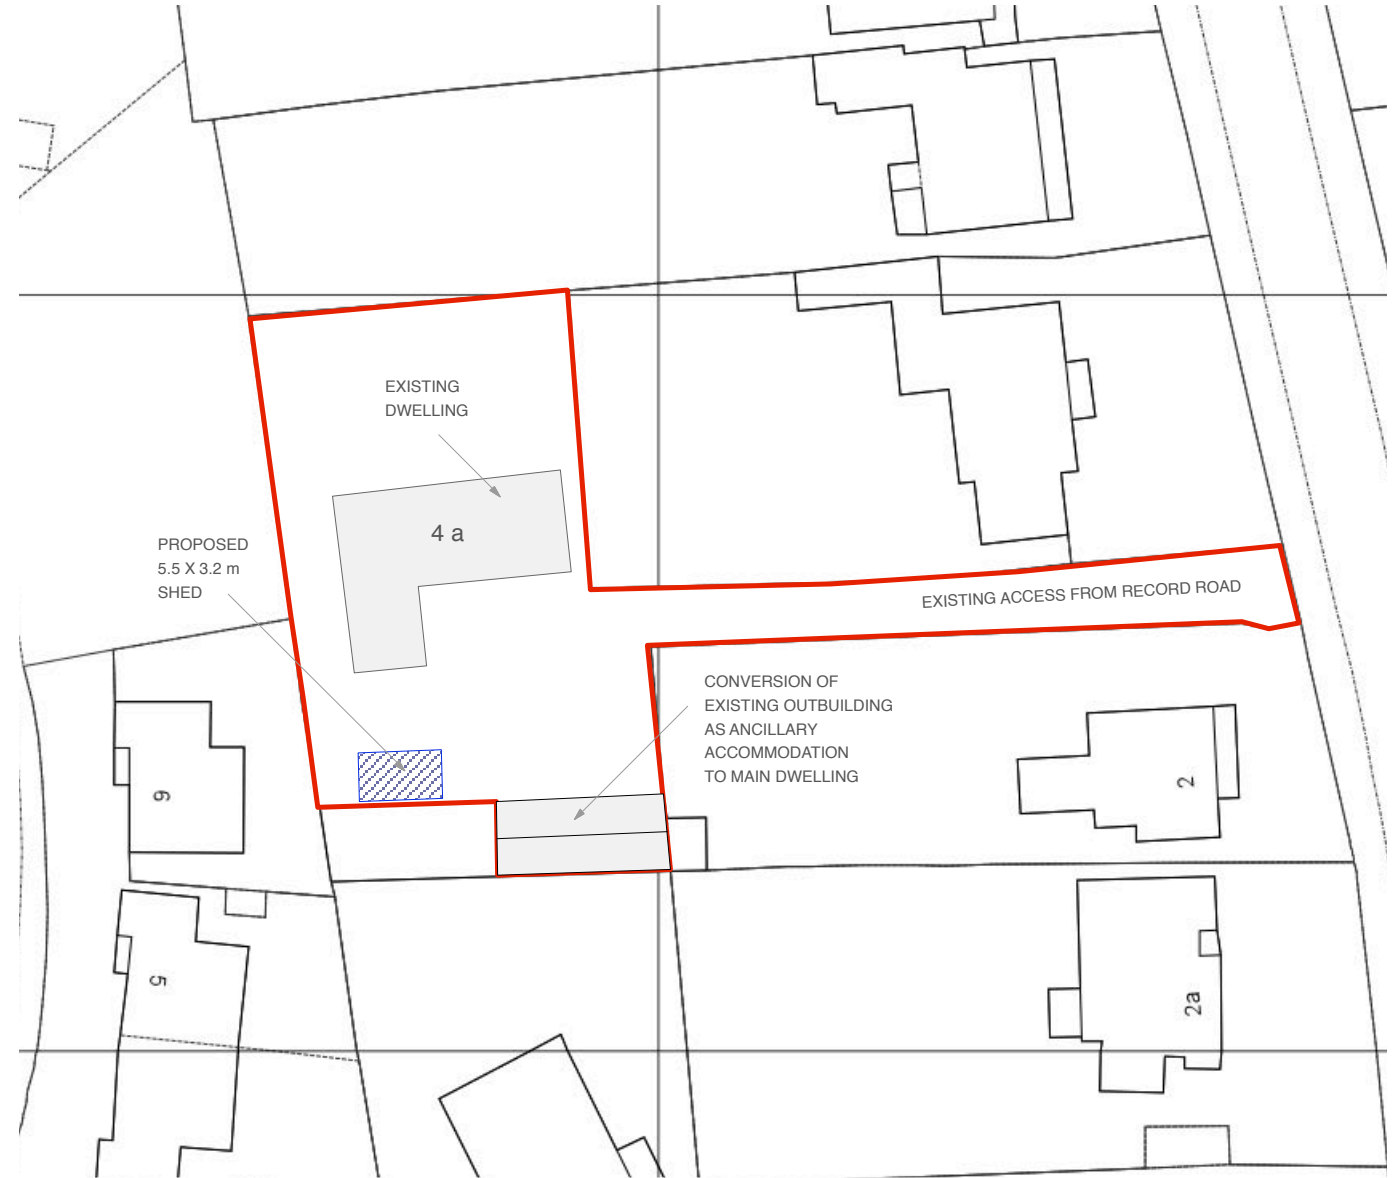 EXISTING
DWELLING
4 a
PROPOSED
5.5 X 3.2 m
SHED
EXISTING ACCESS FROM RECORD ROAD
CONVERSION OF
EXISTING OUTBUILDING
AS ANCILLARY
ACCOMMODATION
TO MAIN DWELLING
6
2
5
2a